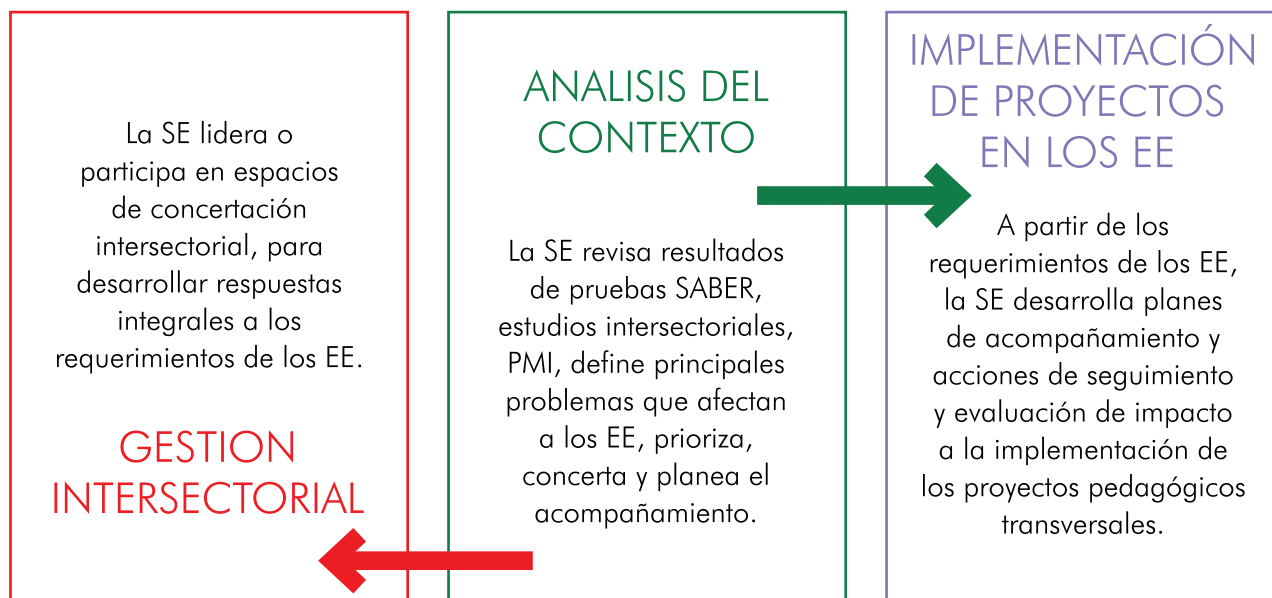 La SE lidera o
participa en espacios
de concertación
intersectorial, para
desarrollar respuestas
integrales a los
requerimientos de los EE.
GESTION
INTERSECTORIAL
ANALISIS DEL
CONTEXTO
La SE revisa resultados
de pruebas SABER,
estudios intersectoriales,
PMI, define principales
problemas que afectan
a los EE, prioriza,
concerta y planea el
acompañamiento.
IMPLEMENTACIÓN
DE PROYECTOS
EN LOS EE
A partir de los
requerimientos de los EE,
la SE desarrolla planes
de acompañamiento y
acciones de seguimiento
y evaluación de impacto
a la implementación de
los proyectos pedagógicos
transversales.